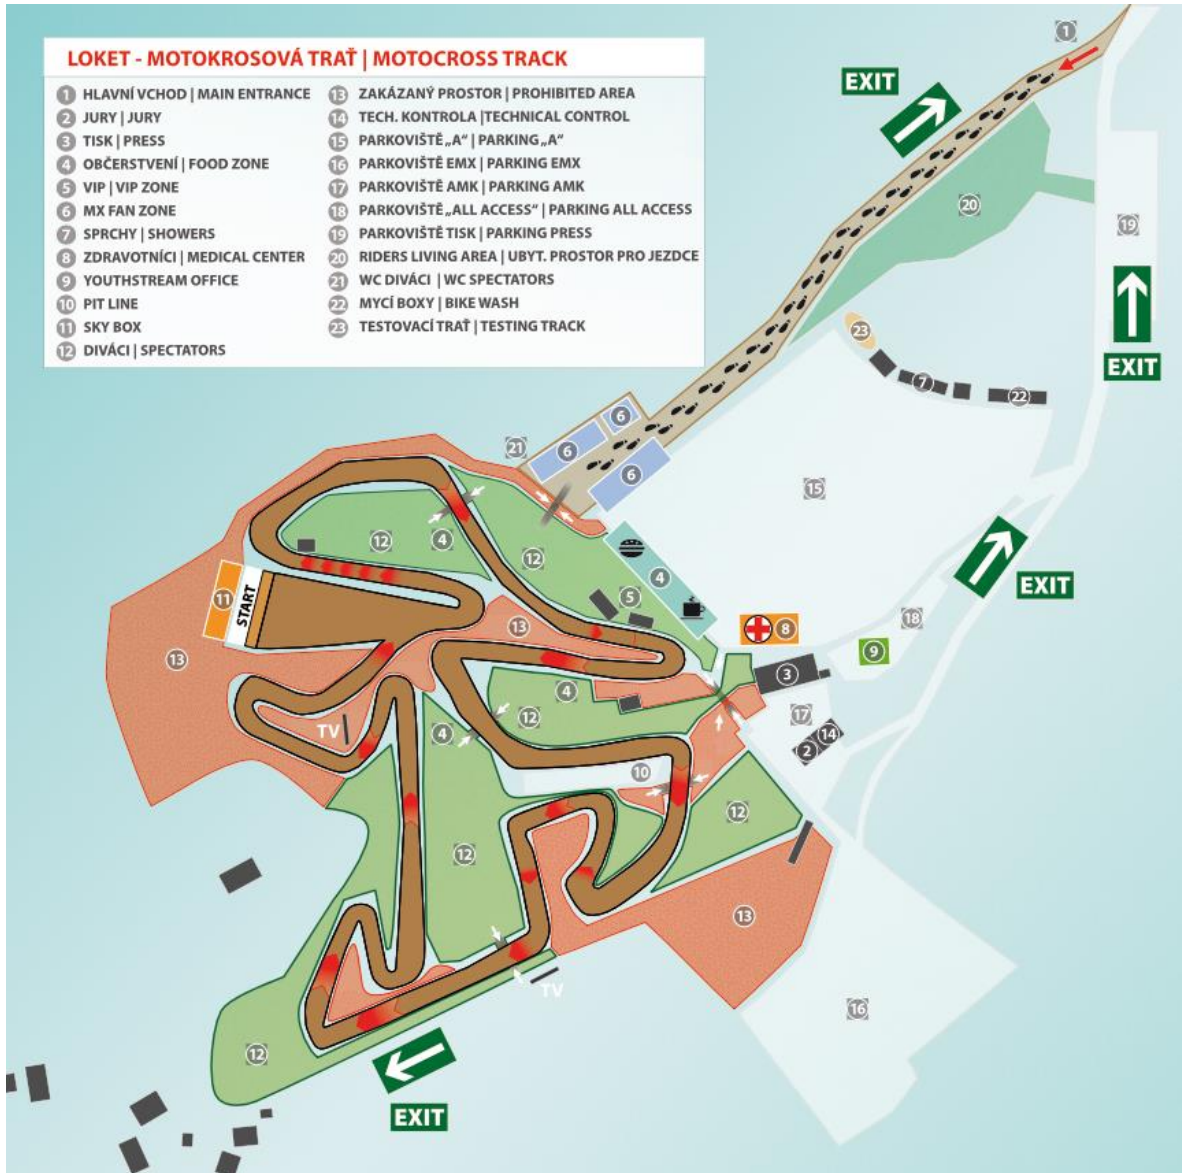 LOKET - MOTOKROSOVÁ TRAŤ | MOTOCROSS TRACK
1 HLAVNÍ VCHOD | MAIN ENTRANCE
2 JURY | JURY
3 TISK | PRESS
4 OBČERSTVENÍ | FOOD ZONE
5 VIP | VIP ZONE
6 MX FAN ZONE
7 SPRCHY | SHOWERS
8 ZDRAVOTNÍCI | MEDICAL CENTER
9 YOUTHSTREAM OFFICE
10 PIT LINE
11 SKY BOX
12 DIVÁCI | SPECTATORS
13 ZAKÁZANÝ PROSTOR | PROHIBITED AREA
14 TECH. KONTROLA |TECHNICAL CONTROL
15 PARKOVIŠTĚ „A“ | PARKING „A“
16 PARKOVIŠTĚ EMX | PARKING EMX
17 PARKOVIŠTĚ AMK | PARKING AMK
18 PARKOVIŠTĚ „ALL ACCESS“ | PARKING ALL ACCESS
19 PARKOVIŠTĚ TISK | PARKING PRESS
20 RIDERS LIVING AREA | UBYT. PROSTOR PRO JEZDCE
21 WC DIVÁCI | WC SPECTATORS
22 MYCÍ BOXY | BIKE WASH
23 TESTOVACÍ TRAŤ | TESTING TRACK
1
EXIT
20
19
23
EXIT
7
22
6
21
6
6
15
12
4
12
4
EXIT
11
START
5
18
13
8
13
9
3
4
12
17
TV
4
14
2
10
12
12
13
TV
16
12
EXIT